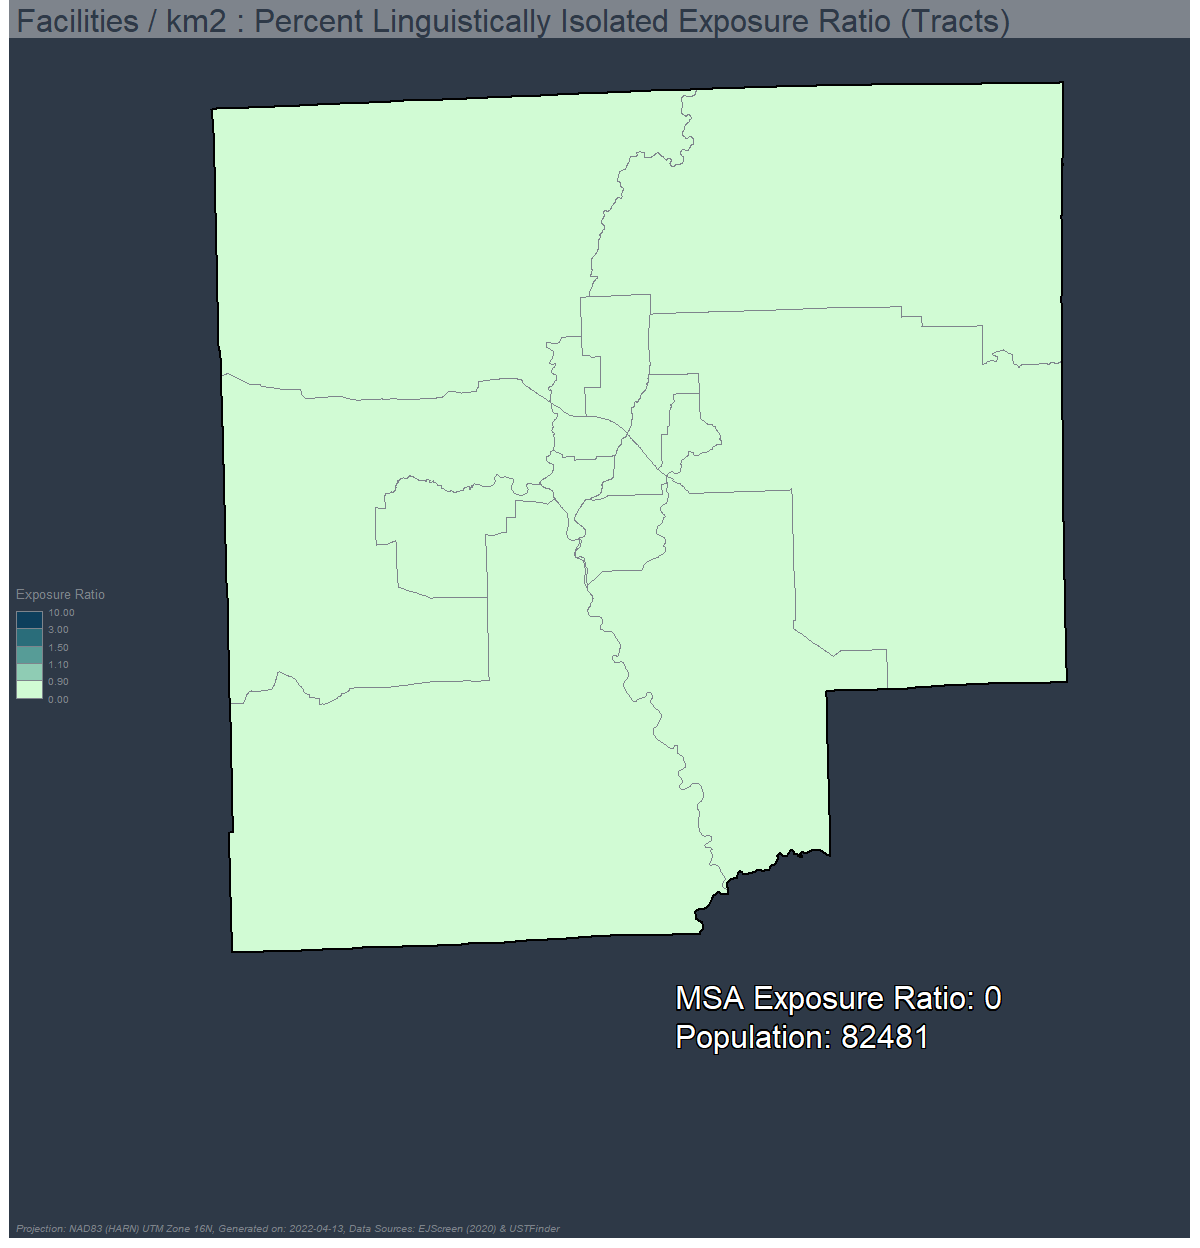 Facilities / km2 : Percent Linguistically Isolated Exposure Ratio (Tracts)
Exposure Ratio
10.00
3.00
1.50
1.10
0.90
0.00
MSA Exposure Ratio: 0
Population: 82481
Projection: NAD83 (HARN) UTM Zone 16N, Generated on: 2022-04-13, Data Sources: EJScreen (2020) & USTFinder